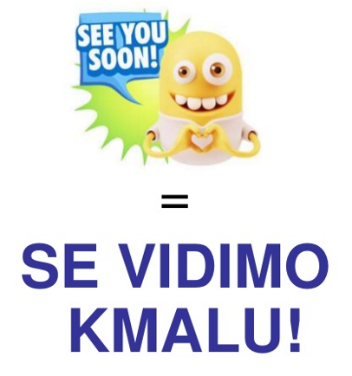 SEE YOU
SOON!
=
SE VIDIMO
KMALU!